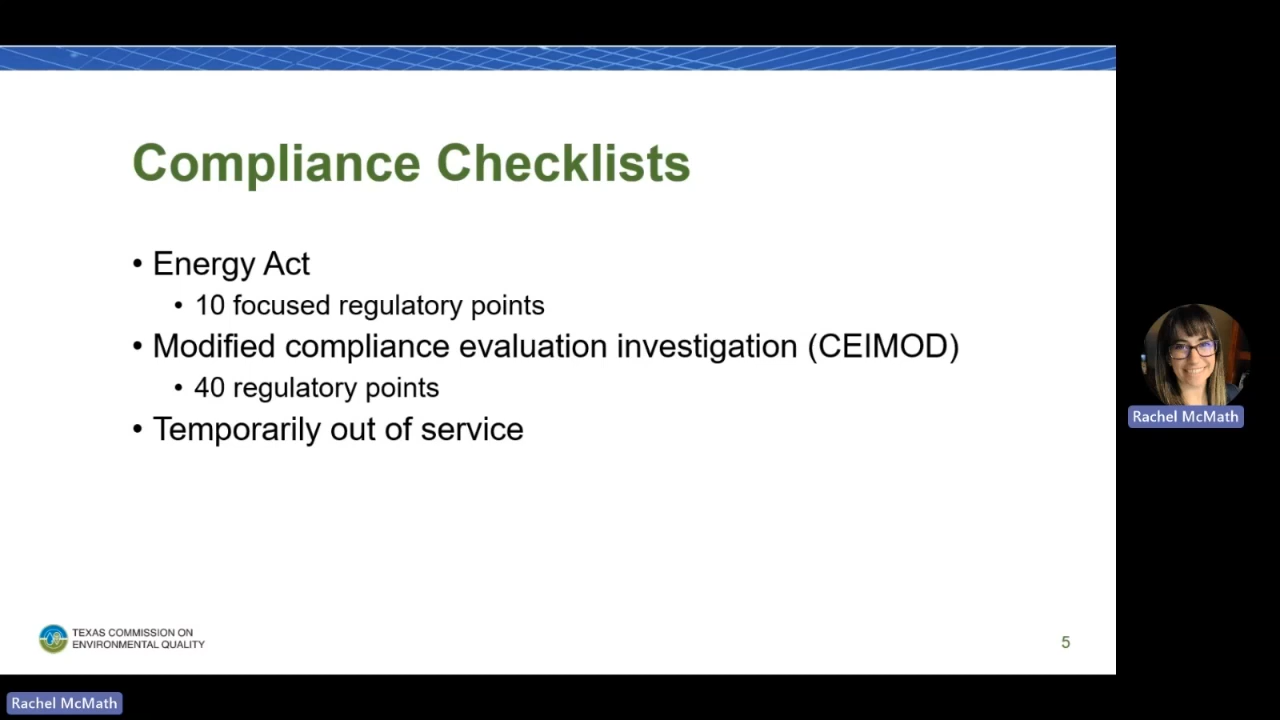 Compliance Checklists
• Energy Act
• 10 focused regulatory points
• Modified compliance evaluation investigation (CEIMOD)
• 40 regulatory points
• Temporarily out of service
Rachel McMath
TEXAS COMMISSION ON
ENVIRONMENTAL QUALITY
5
Rachel McMath